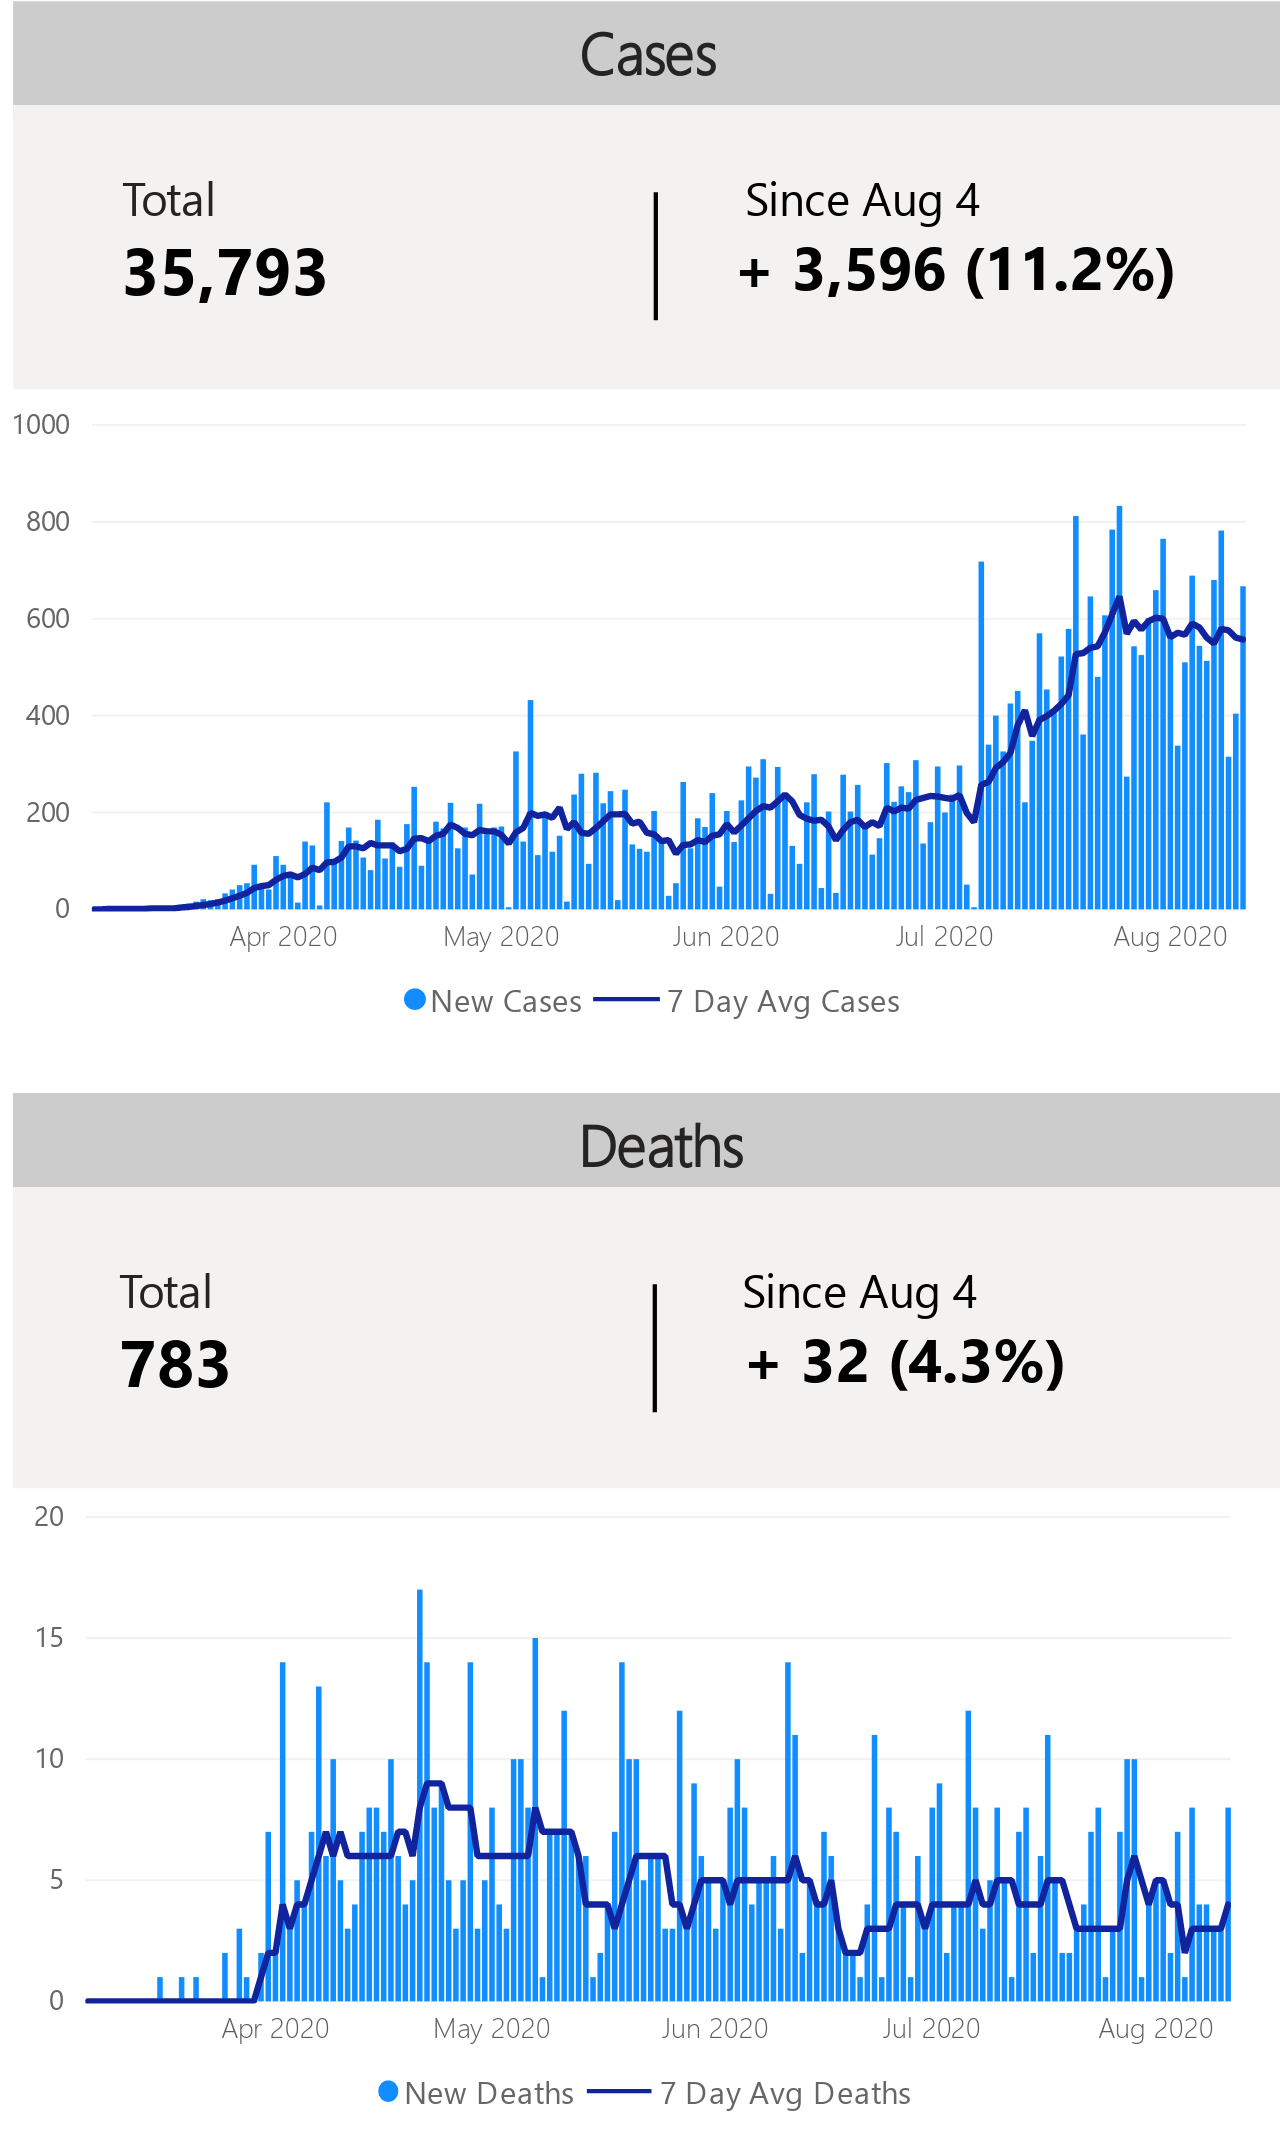 Cases
Total
Since Aug 4
35,793
+ 3,596 (11.2%)
1000
800
600
400
200
0
Apr 2020
May 2020
Jun 2020
Jul 2020
Aug 2020
New Cases
7 Day Avg Cases
Deaths
Total
Since Aug 4
783
+ 32 (4.3%)
20
15
10
5
0
Apr 2020
May 2020
Jun 2020
Jul 2020
Aug 2020
New Deaths
7 Day Avg Deaths